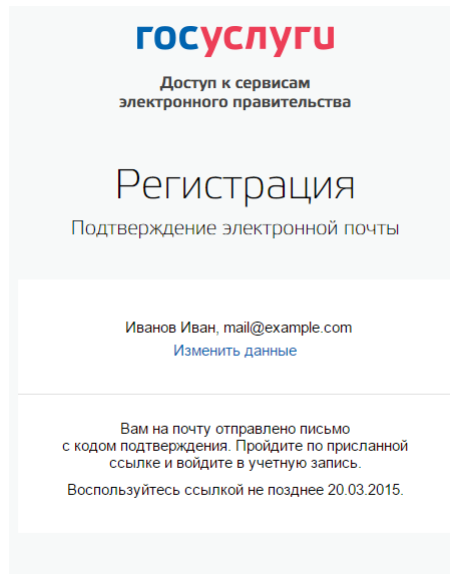 госуслуги
Доступ к сервисам
электронного правительства
Регистрация
Подтверждение электронной почты
Иванов Иван, mail@example.com
Изменить данные
Вам на почту отправлено письмо
с кодом подтверждения. Пройдите по присланной
ссылке и войдите в учетную запись.
Воспользуйтесь ссылкой не позднее 20.03.2015.